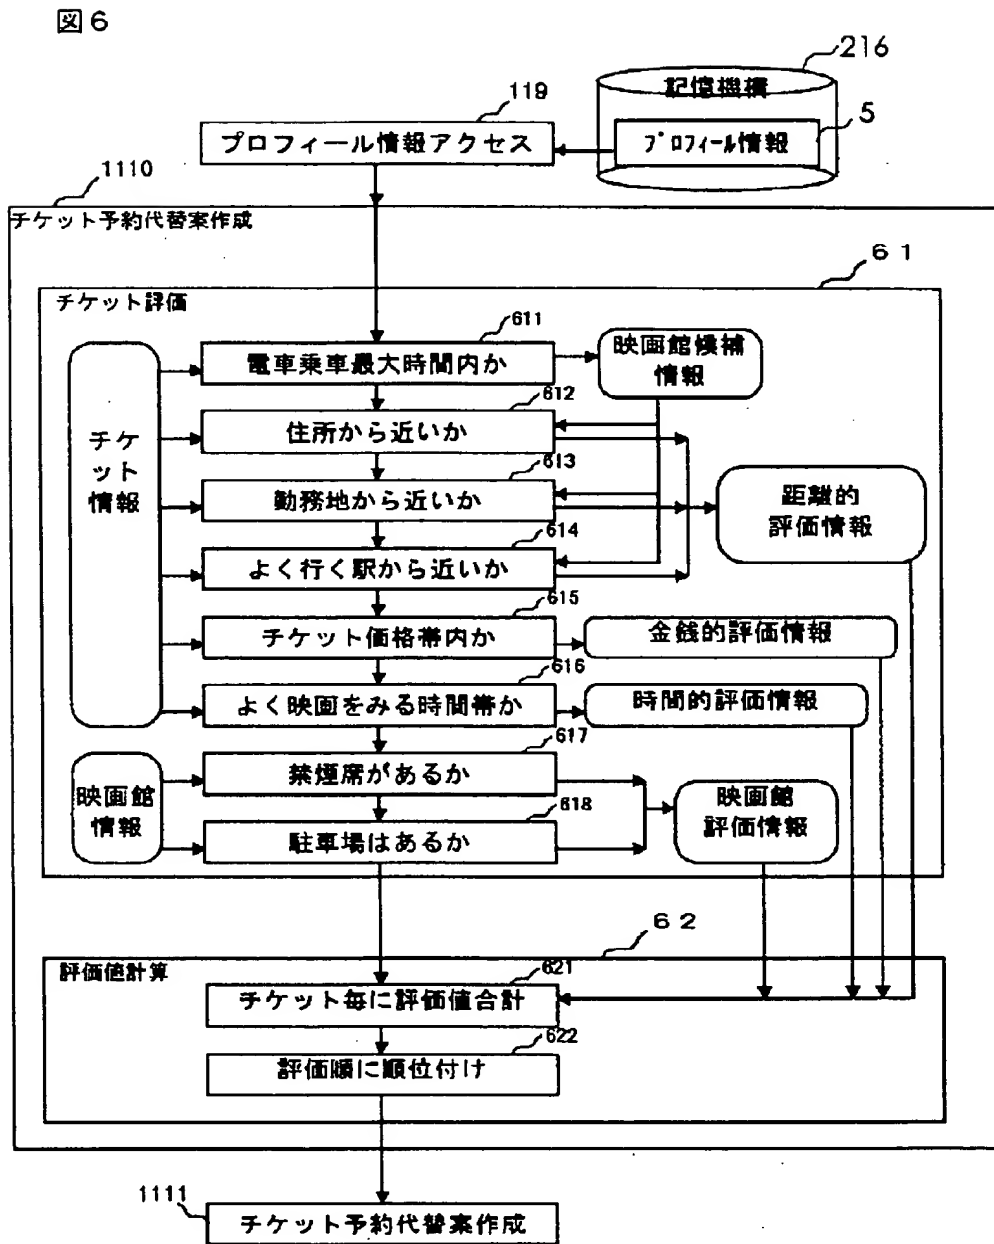 図6
216
記憶機構
119
5
プロフィール情報アクセス
プロフィール情報
1110
チケット予約代替案作成
61
チケット評価
611
電車乗車最大時間内か
映画館候補
情報
612
住所から近いか
チケ
ット
情報
613
勤務地から近いか
距離的
評価情報
614
よく行く駅から近いか
615
チケット価格帯内か
金銭的評価情報
616
よく映画をみる時間帯か
時間的評価情報
617
禁煙席があるか
映画館
情報
映画館
評価情報
618
駐車場はあるか
62
評価値計算
621
チケット毎に評価値合計
622
評価順に順位付け
1111
チケット予約代替案作成